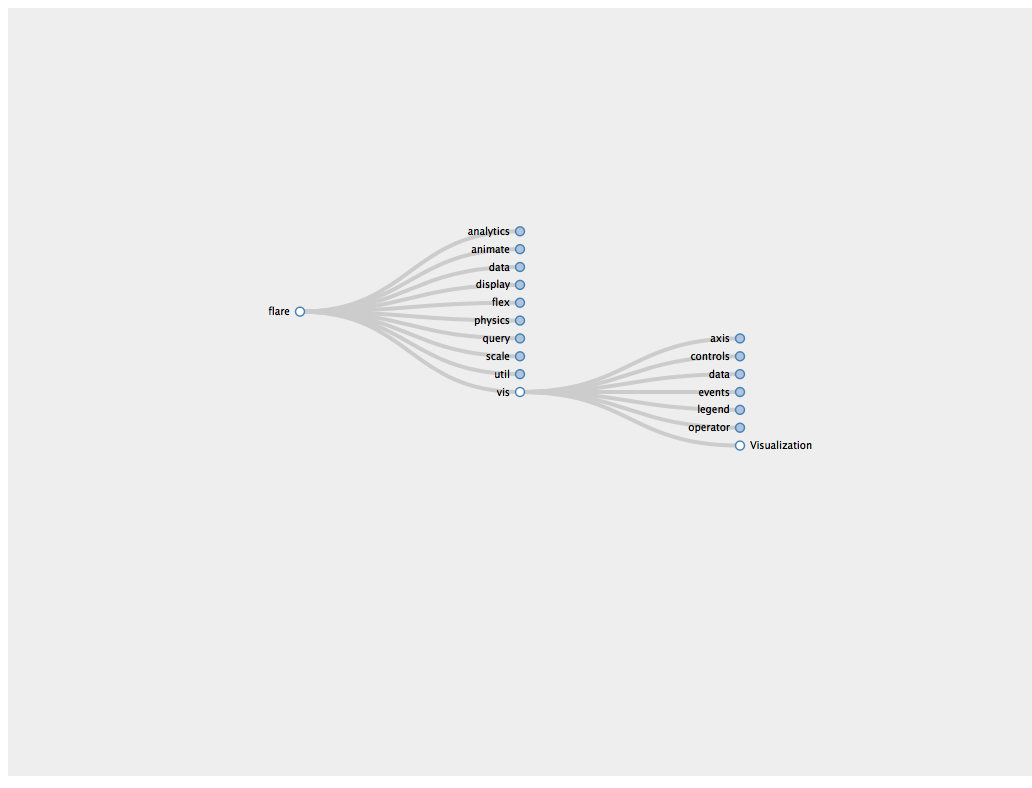 flare
analytics
animate
data
display
flex
physics
query
scale
util
vis
axis
controls
data
events
legend
operator
Visualization